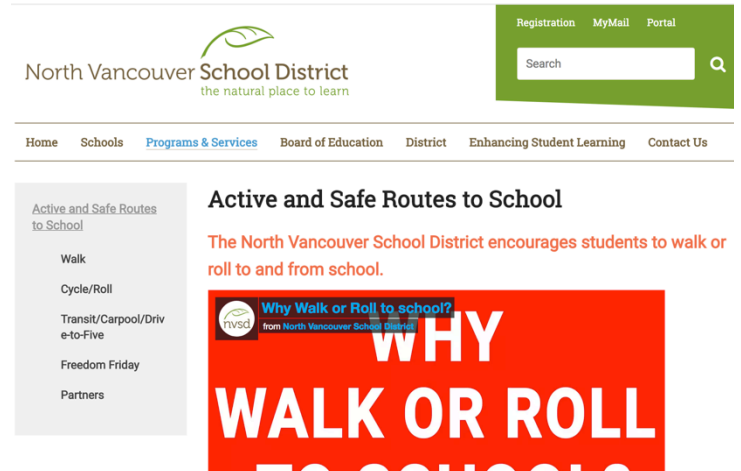 Registration MyMail Portal
North Vancouver School District
the natural place to learn
Search
Home Schools Programs & Services Board of Education District Enhancing Student Learning Contact Us
Active and Safe Routes
to School
Walk
Cycle/Roll
Transit/Carpool/Driv
e-to-Five
Freedom Friday
Partners
Active and Safe Routes to School
The North Vancouver School District encourages students to walk or
roll to and from school.
nvsd
Why Walk or Roll to school?
from North Vancouver School District
WHY
WALK OR ROLL
TO SCHOOL?